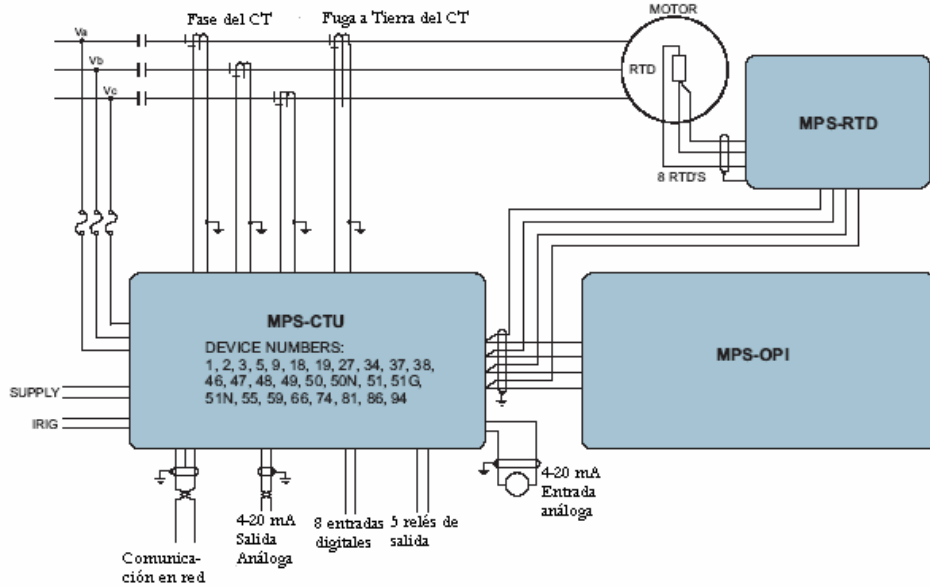 Fase del CT
Fuga a Tierra del CT
MOTOR
Va
Vb
Vc
RTD
MPS-RTD
8 RTD'S
MPS-CTU
DEVICE NUMBERS:
1, 2, 3, 5, 9, 18, 19, 27, 34, 37, 38,
46, 47, 48, 49, 50, 50N, 51, 51G,
51N, 55, 59, 66, 74, 81, 86, 94
MPS-OPI
SUPPLY
IRIG
4-20 mA
Entrada
análoga
4-20 mA
Salida
Análoga
8 entradas
digitales
5 relés de
salida
Comunica-
ción en red